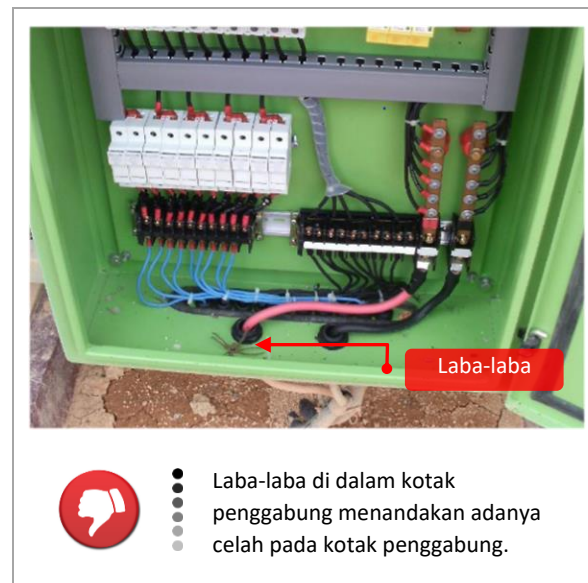 Laba-laba
Laba-laba di dalam kotak
penggabung menandakan adanya
celah pada kotak penggabung.